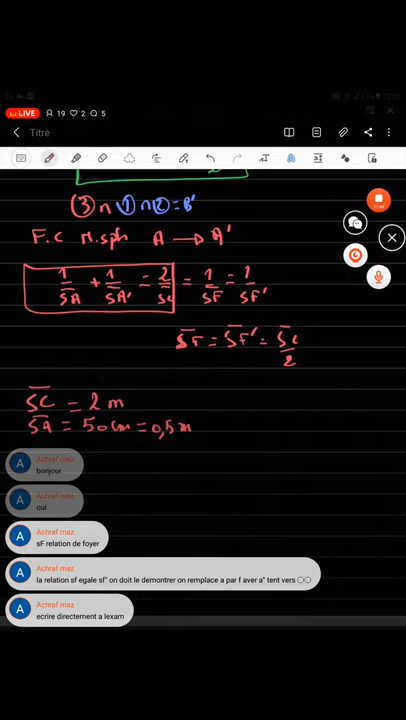 LIVE 19 2 5
Titre
③ ∩ ① ∩ ② = B'
F.C M.sph A → A'
1/SA + 1/SA' = 2/SC = 1/SF = 1/SF'
SF = SF' = SC/2
SC = 2 m
SA = 50 cm = 0,5 m
A Achraf mez
bonjour
A Achraf mez
oui
A Achraf mez
sF relation de foyer
A Achraf mez
la relation sf egale sf' on doit le demontrer on remplace a par f aver a" tent vers ○○
A Achraf mez
ecrire directement a lexam